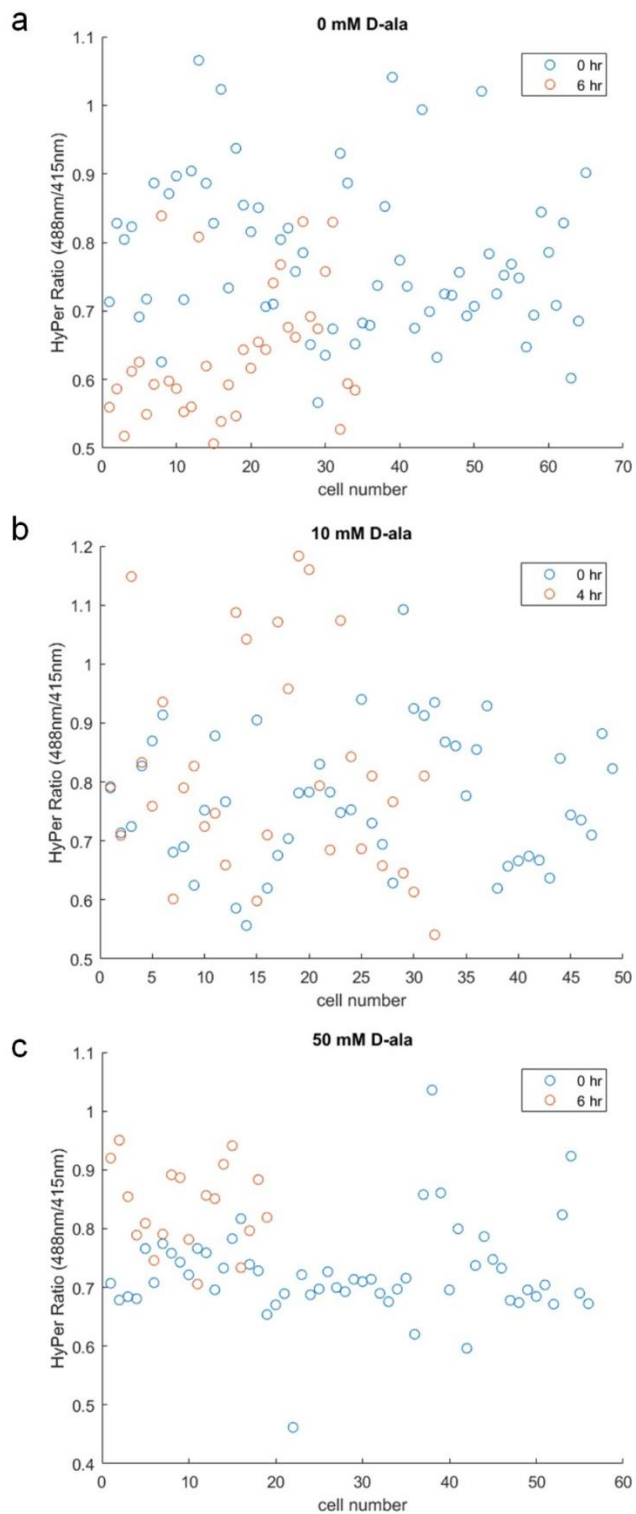 a
0 mM D-ala
1.1
1
0.9
0.8
0.7
0.6
0.5
HyPer Ratio (488nm/415nm)
0 hr
6 hr
0 10 20 30 40 50 60 70
cell number
b
10 mM D-ala
1.2
1.1
1
0.9
0.8
0.7
0.6
0.5
HyPer Ratio (488nm/415nm)
0 hr
4 hr
0 5 10 15 20 25 30 35 40 45 50
cell number
c
50 mM D-ala
1.1
1
0.9
0.8
0.7
0.6
0.5
0.4
HyPer Ratio (488nm/415nm)
0 hr
6 hr
0 10 20 30 40 50 60
cell number